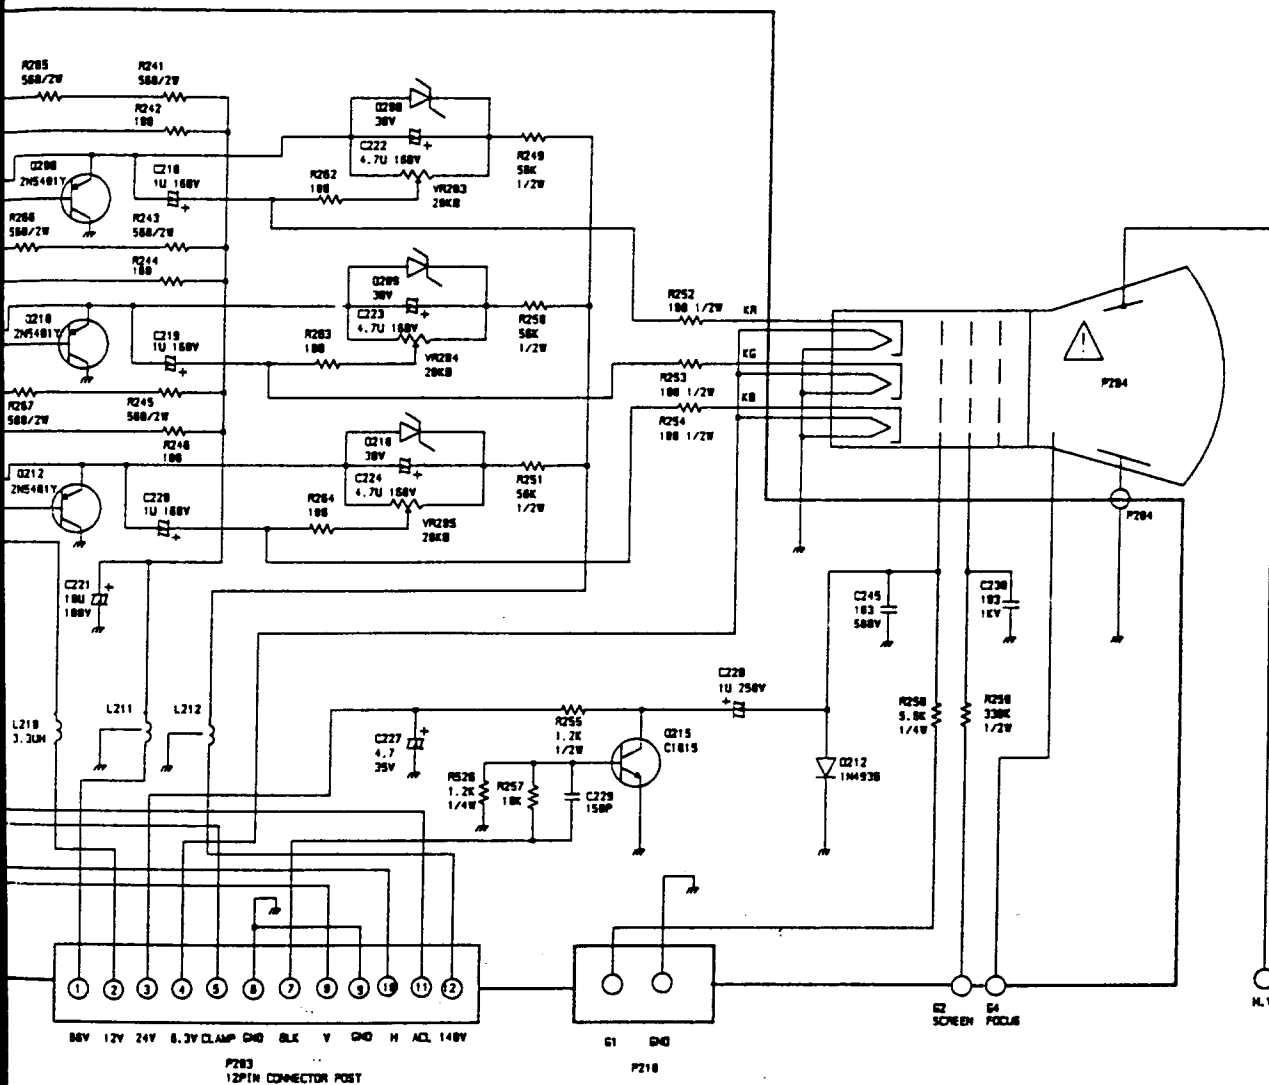 R205
560/2W
R241
560/2W
R242
100
D208
30V
C222
4.7U 160V
R249
56K
1/2W
Q208
2N5401Y
C218
1U 160V
R262
100
VR203
20KB
R266
560/2W
R243
560/2W
R244
100
D209
30V
C223
4.7U 160V
R250
56K
1/2W
R252
100 1/2W
KR
Q210
2N5401Y
C219
1U 160V
R263
100
VR204
20KB
KG
R253
100 1/2W
KB
P204
R267
560/2W
R245
560/2W
R254
100 1/2W
R246
100
D210
30V
C224
4.7U 160V
R251
56K
1/2W
Q212
2N5401Y
C220
1U 160V
R264
100
VR205
20KB
P204
C221
10U
100V
C245
103
500V
C230
103
1KV
C228
1U 250V
L210
3.3UH
L211
L212
C227
4.7
35V
R255
1.2K
1/2W
Q215
C1815
5.6K
1/4W
330K
1/2W
R526
1.2K
1/4W
R257
10K
C229
150P
D212
1N4936
1 2 3 4 5 6 7 8 9 10 11 12
12V 24V 6.3V CLAMP GND BLK V GND H ACL 140V
P203
12PIN CONNECTOR POST
G1 GND
P210
G2
SCREEN
G4
FOCUS